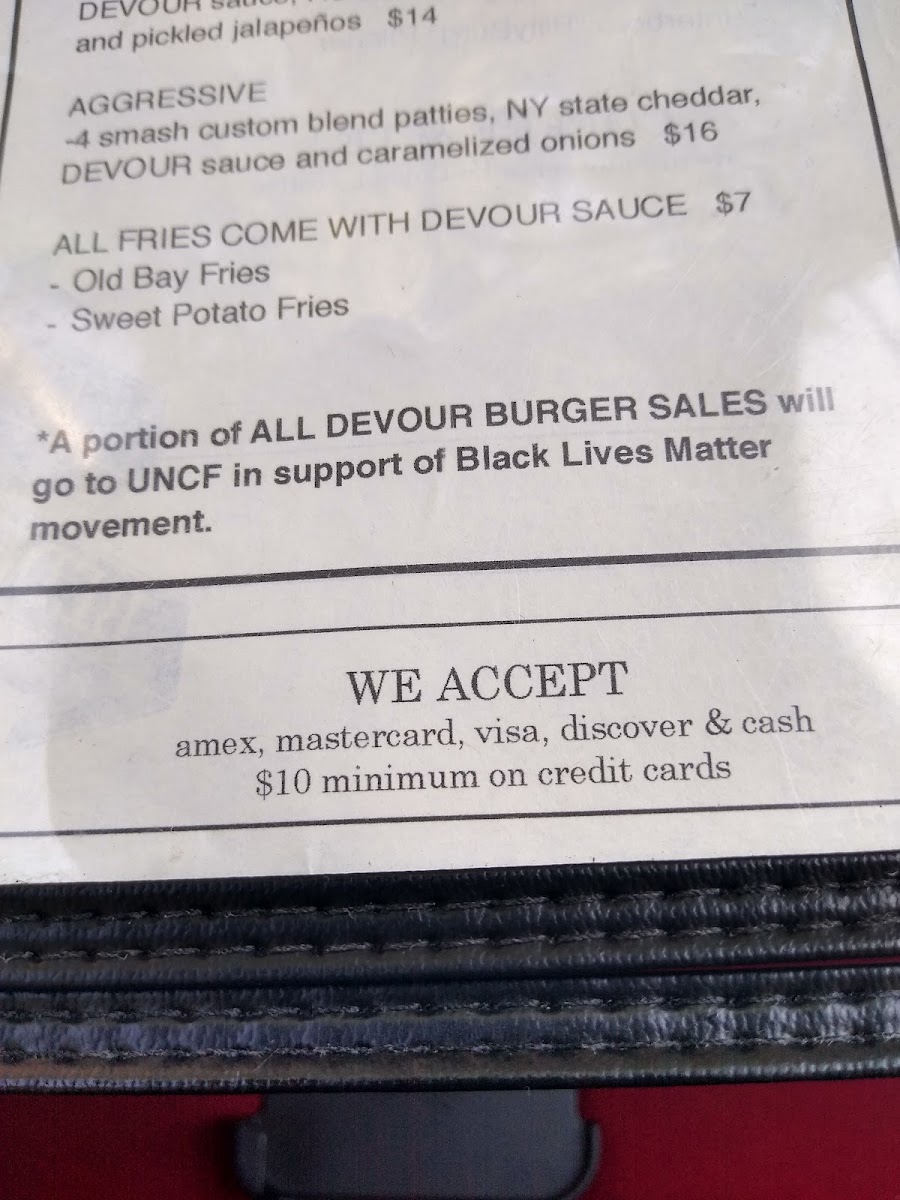 DEVOUR sauce,
and pickled jalapeños $14
AGGRESSIVE
-4 smash custom blend patties, NY state cheddar,
DEVOUR sauce and caramelized onions $16
ALL FRIES COME WITH DEVOUR SAUCE $7
- Old Bay Fries
- Sweet Potato Fries
*A portion of ALL DEVOUR BURGER SALES will
go to UNCF in support of Black Lives Matter
movement.
WE ACCEPT
amex, mastercard, visa, discover & cash
$10 minimum on credit cards